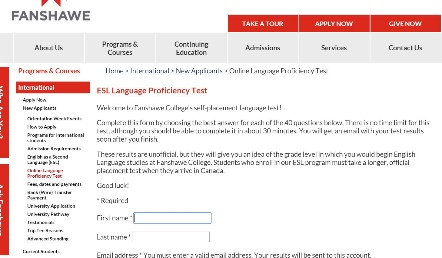 FANSHAWE
TAKE A TOUR
APPLY NOW
GIVE NOW
About Us
Programs & Courses
Continuing Education
Admissions
Services
Contact Us
Programs & Courses
Home > International > New Applicants > Online Language Proficiency Test
International
Apply Now
New Applicants
Orientation Week Events
How to Apply
Programs for International
Students
Admission Requirements
English as a Second
Language (ESL)
Online Language
Proficiency Test
Fees, dates and payments
Bank (Wire) Transfer
Payment
University Application
University Pathway
Testimonials
Top Ten Reasons
Advanced Standing
Current Students
ESL Language Proficiency Test
Welcome to Fanshawe College's self-placement language test!
Complete this form by choosing the best answer for each of the 40 questions below. There is no time limit for this
test, although you should be able to complete it in about 30 minutes. You will get an email with your test results
soon after you finish.
These results are unofficial, but they will give you an idea of the grade level in which you would begin English
Language studies at Fanshawe College. Students who enroll in our ESL program must take a longer, official
placement test when they arrive in Canada.
Good luck!
* Required
First name *
Last name *
Email address * You must enter a valid email address. Your results will be sent to this account.